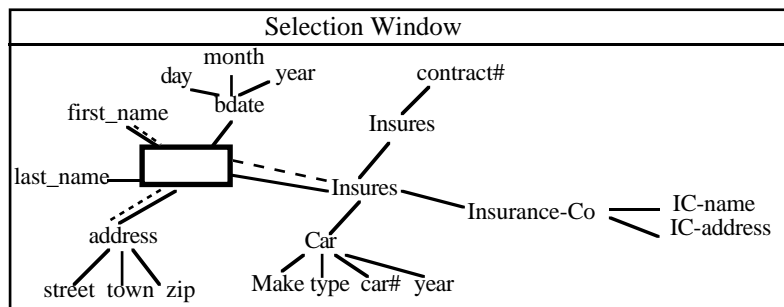 Selection Window
month
day year
contract#
bdate
first_name
Insures
last_name
Insures
IC-name
Insurance-Co
IC-address
address
Car
street town zip
Make type car# year